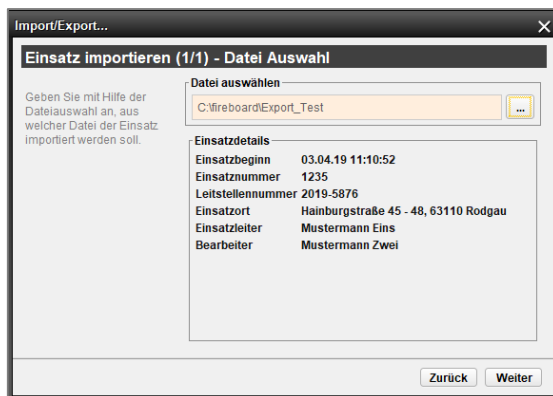 Import/Export...
Einsatz importieren (1/1) - Datei Auswahl
Geben Sie mit Hilfe der
Dateiauswahl an, aus
welcher Datei der Einsatz
importiert werden soll.
Datei auswählen
C:\fireboard\Export_Test
...
Einsatzdetails
Einsatzbeginn 03.04.19 11:10:52
Einsatznummer 1235
Leitstellennummer 2019-5876
Einsatzort Hainburgstraße 45 - 48, 63110 Rodgau
Einsatzleiter Mustermann Eins
Bearbeiter Mustermann Zwei
Zurück Weiter